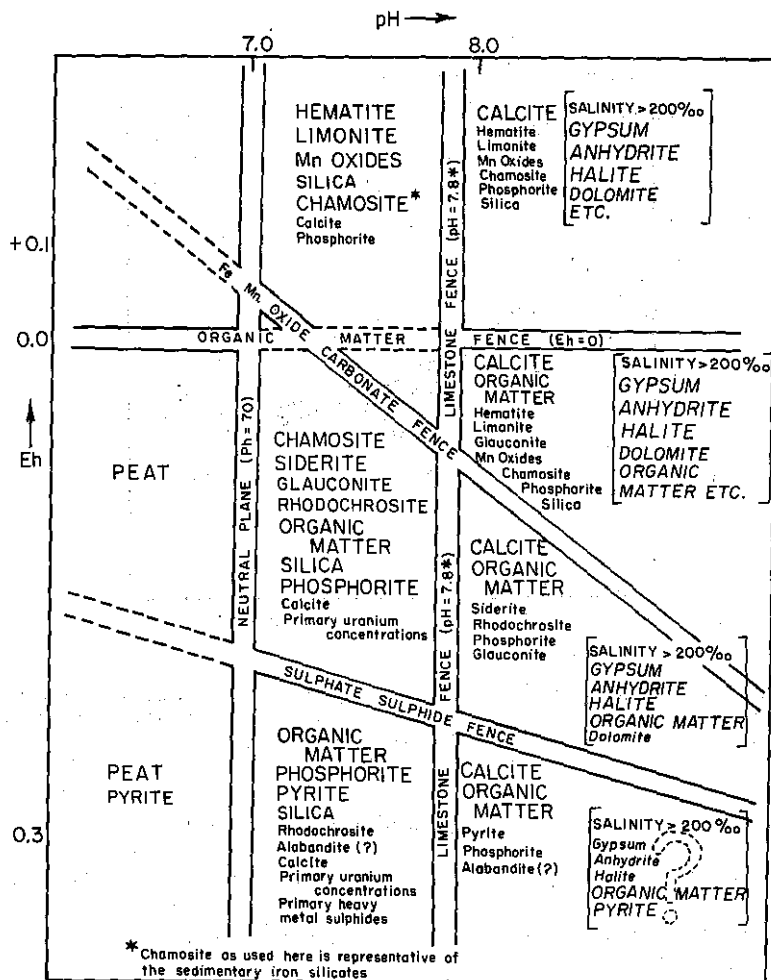 pH
7.0
8.0
HEMATITE
LIMONITE
Mn OXIDES
SILICA
CHAMOSITE*
Calcite
Phosphorite
CALCITE
Hematite
Limonite
Mn Oxides
Chamosite
Phosphorite
Silica
SALINITY > 200‰
GYPSUM
ANHYDRITE
HALITE
DOLOMITE
ETC.
+0.1
0.0
Eh
0.3
Fe Mn. OXIDE CARBONATE FENCE
ORGANIC MATTER FENCE (Eh=0)
LIMESTONE FENCE (pH=7.8*)
NEUTRAL PLANE (Ph=70)
PEAT
CHAMOSITE
SIDERITE
GLAUCONITE
RHODOCHROSITE
ORGANIC
MATTER
SILICA
PHOSPHORITE
Calcite
Primary uranium
concentrations
CALCITE
ORGANIC
MATTER
Hematite
Limonite
Glauconite
Mn Oxides
Chamosite
Phosphorite
Silica
SALINITY>200‰
GYPSUM
ANHYDRITE
HALITE
DOLOMITE
ORGANIC
MATTER ETC.
CALCITE
ORGANIC
MATTER
Siderite
Rhodochrosite
Phosphorite
Glauconite
SALINITY > 200‰
GYPSUM
ANHYDRITE
HALITE
ORGANIC MATTER
Dolomite
SULPHATE SULPHIDE FENCE
LIMESTONE FENCE (pH=7.8*)
PEAT
PYRITE
ORGANIC
MATTER
PHOSPHORITE
PYRITE
SILICA
Rhodochrosite
Alabandite (?)
Calcite
Primary uranium
concentrations
Primary heavy
metal sulphides
CALCITE
ORGANIC
MATTER
Pyrite
Phosphorite
Alabandite (?)
SALINITY > 200‰
Gypsum
Anhydrite
Halite
ORGANIC MATTER
PYRITE
?
*Chamosite as used here is representative of
the sedimentary iron silicates